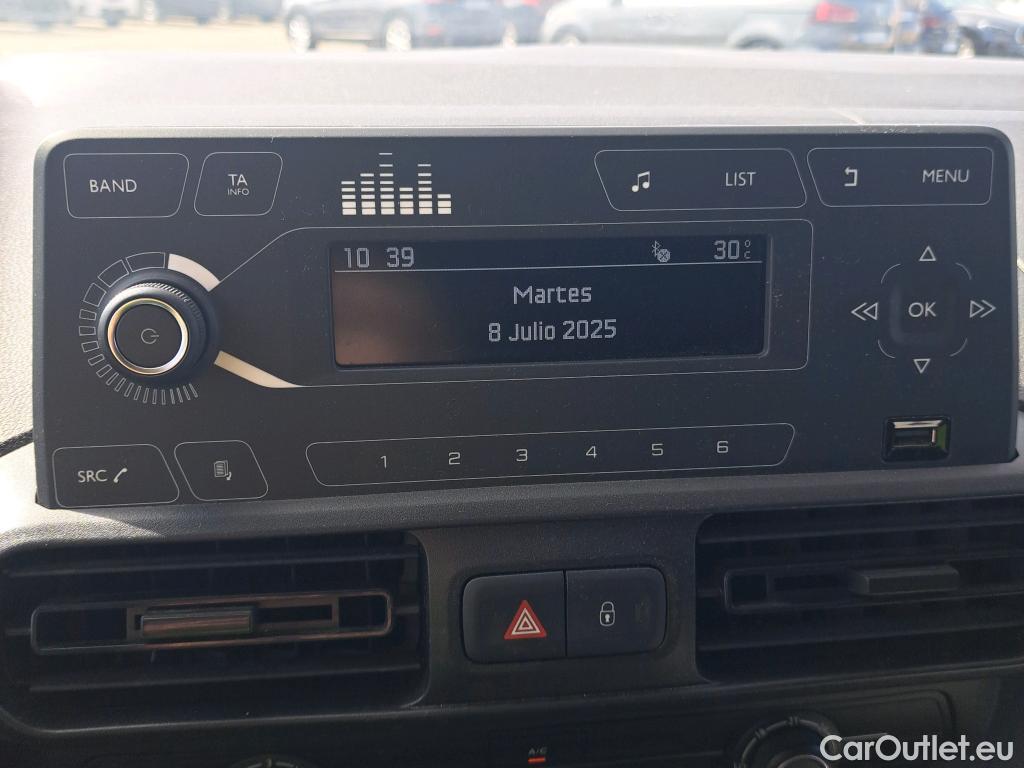 BAND
TA
INFO
LIST
MENU
10 39
30°C
Martes
8 Julio 2025
OK
SRC
1 2 3 4 5 6
A/C
CarOutlet.eu